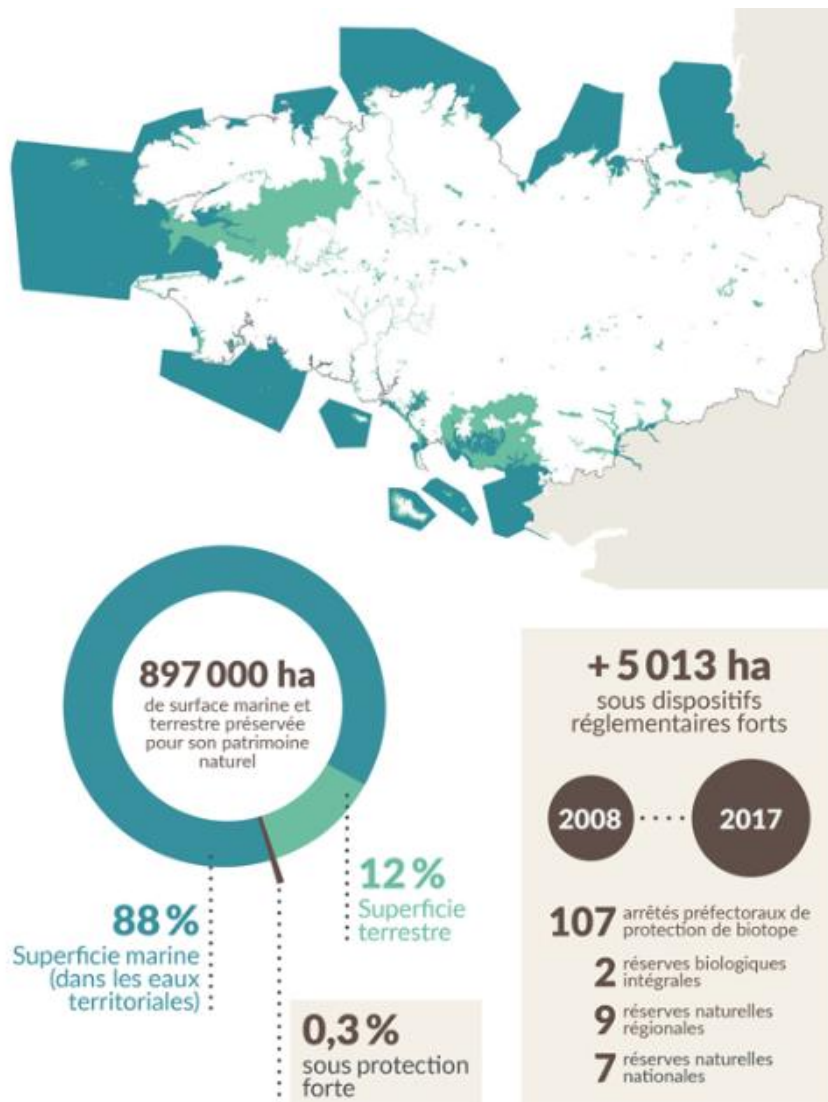 897 000 ha
de surface marine et
terrestre préservée
pour son patrimoine
naturel
88 %
Superficie marine
(dans les eaux
territoriales)
12 %
Superficie
terrestre
0,3 %
sous protection
forte
+ 5 013 ha
sous dispositifs
réglementaires forts
2008
2017
107 arrêtés préfectoraux de
protection de biotope
2 réserves biologiques
intégrales
9 réserves naturelles
régionales
7 réserves naturelles
nationales